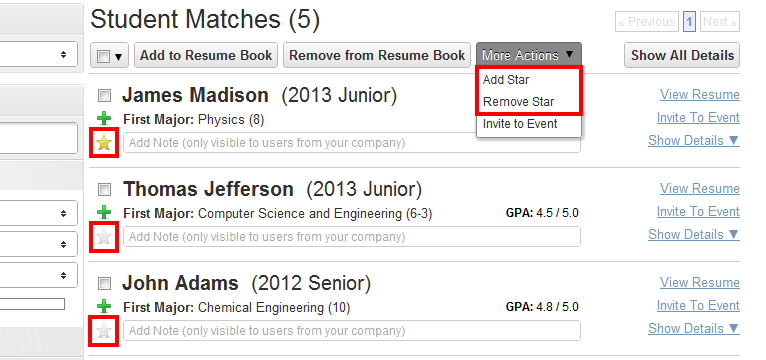 Student Matches (5)
« Previous 1 Next »
▼ Add to Resume Book Remove from Resume Book More Actions ▼ Show All Details
Add Star
Remove Star
Invite to Event
James Madison (2013 Junior) View Resume
First Major: Physics (8) Invite To Event
Add Note (only visible to users from your company) Show Details ▼
Thomas Jefferson (2013 Junior) View Resume
First Major: Computer Science and Engineering (6-3) GPA: 4.5 / 5.0 Invite To Event
Add Note (only visible to users from your company) Show Details ▼
John Adams (2012 Senior) View Resume
First Major: Chemical Engineering (10) GPA: 4.8 / 5.0 Invite To Event
Add Note (only visible to users from your company) Show Details ▼